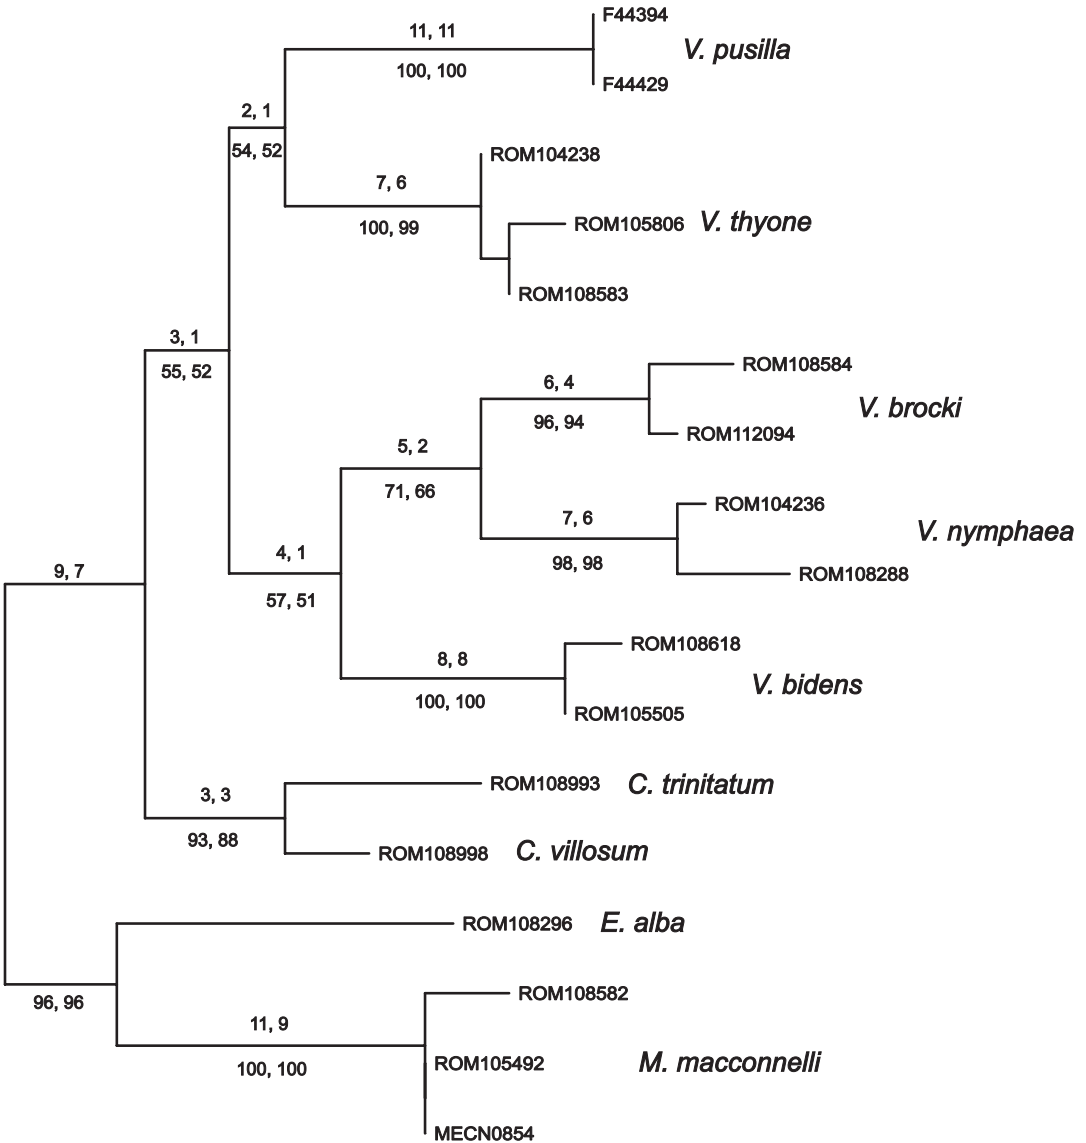 F44394
11, 11
V. pusilla
100, 100
F44429
2, 1
54, 52
ROM104238
7, 6
100, 99
ROM105806 V. thyone
ROM108583
3, 1
55, 52
ROM108584
6, 4
V. brocki
96, 94
ROM112094
5, 2
71, 66
ROM104236
7, 6
V. nymphaea
98, 98
ROM108288
4, 1
9, 7
57, 51
ROM108618
8, 8
V. bidens
100, 100
ROM105505
ROM108993 C. trinitatum
3, 3
93, 88
ROM108998 C. villosum
ROM108296 E. alba
96, 96
ROM108582
11, 9
100, 100
ROM105492 M. macconnelli
MECN0854